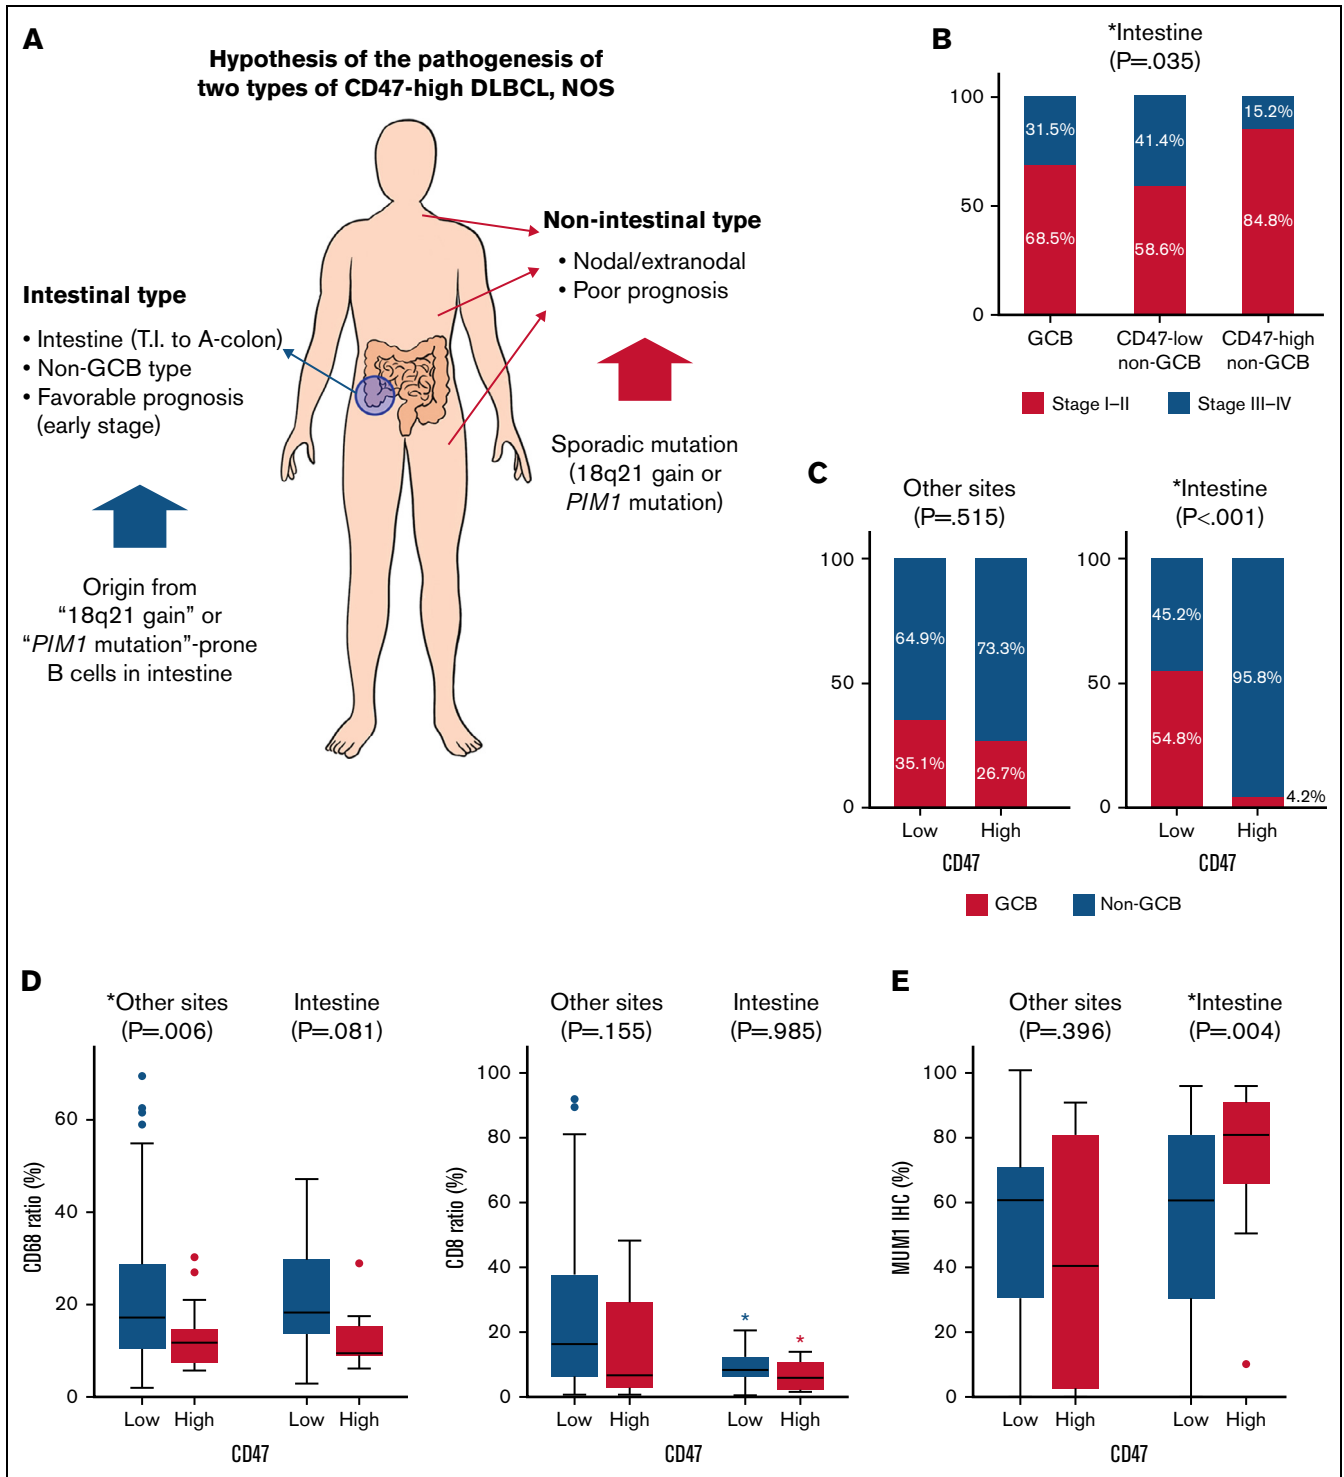 A
Hypothesis of the pathogenesis of
two types of CD47-high DLBCL, NOS
Non-intestinal type
• Nodal/extranodal
• Poor prognosis
Intestinal type
• Intestine (T.I. to A-colon)
• Non-GCB type
• Favorable prognosis
(early stage)
Sporadic mutation
(18q21 gain or
PIM1 mutation)
Origin from
“18q21 gain” or
“PIM1 mutation”-prone
B cells in intestine
B
*Intestine
(P=.035)
100
50
0
31.5%
68.5%
41.4%
58.6%
15.2%
84.8%
GCB
CD47-low
non-GCB
CD47-high
non-GCB
Stage I–II
Stage III–IV
C
Other sites
(P=.515)
100
50
0
64.9%
35.1%
73.3%
26.7%
Low
High
CD47
*Intestine
(P<.001)
100
50
0
45.2%
54.8%
95.8%
4.2%
Low
High
CD47
GCB
Non-GCB
D
*Other sites
(P=.006)
Intestine
(P=.081)
CD68 ratio (%)
60
40
20
0
Low
High
Low
High
CD47
Other sites
(P=.155)
Intestine
(P=.985)
CD8 ratio (%)
100
80
60
40
20
0
*
*
Low
High
Low
High
CD47
E
Other sites
(P=.396)
*Intestine
(P=.004)
MUM1 IHC (%)
100
80
60
40
20
0
Low
High
Low
High
CD47